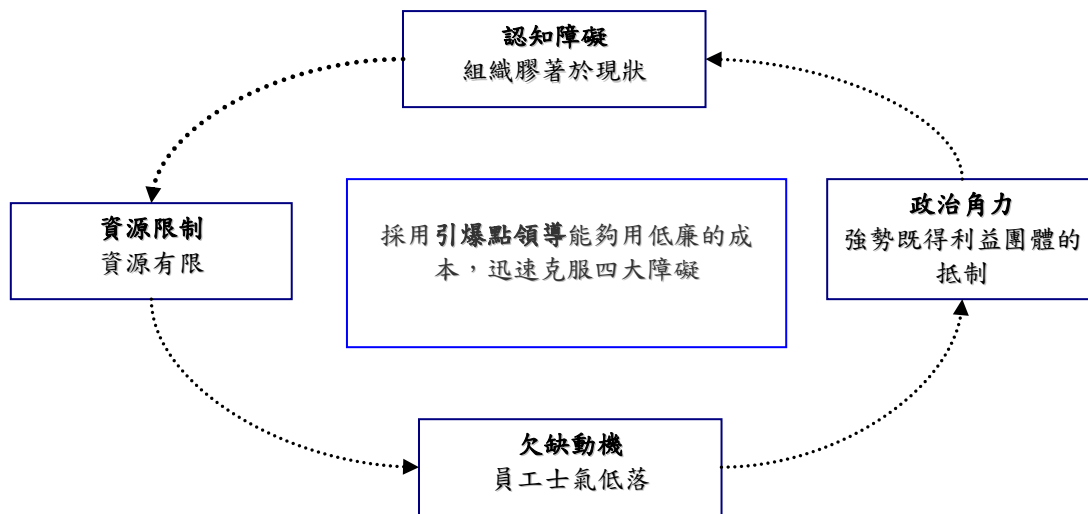 認知障礙
組織膠著於現狀
資源限制
資源有限
採用引爆點領導能夠用低廉的成
本，迅速克服四大障礙
政治角力
強勢既得利益團體的
抵制
欠缺動機
員工士氣低落